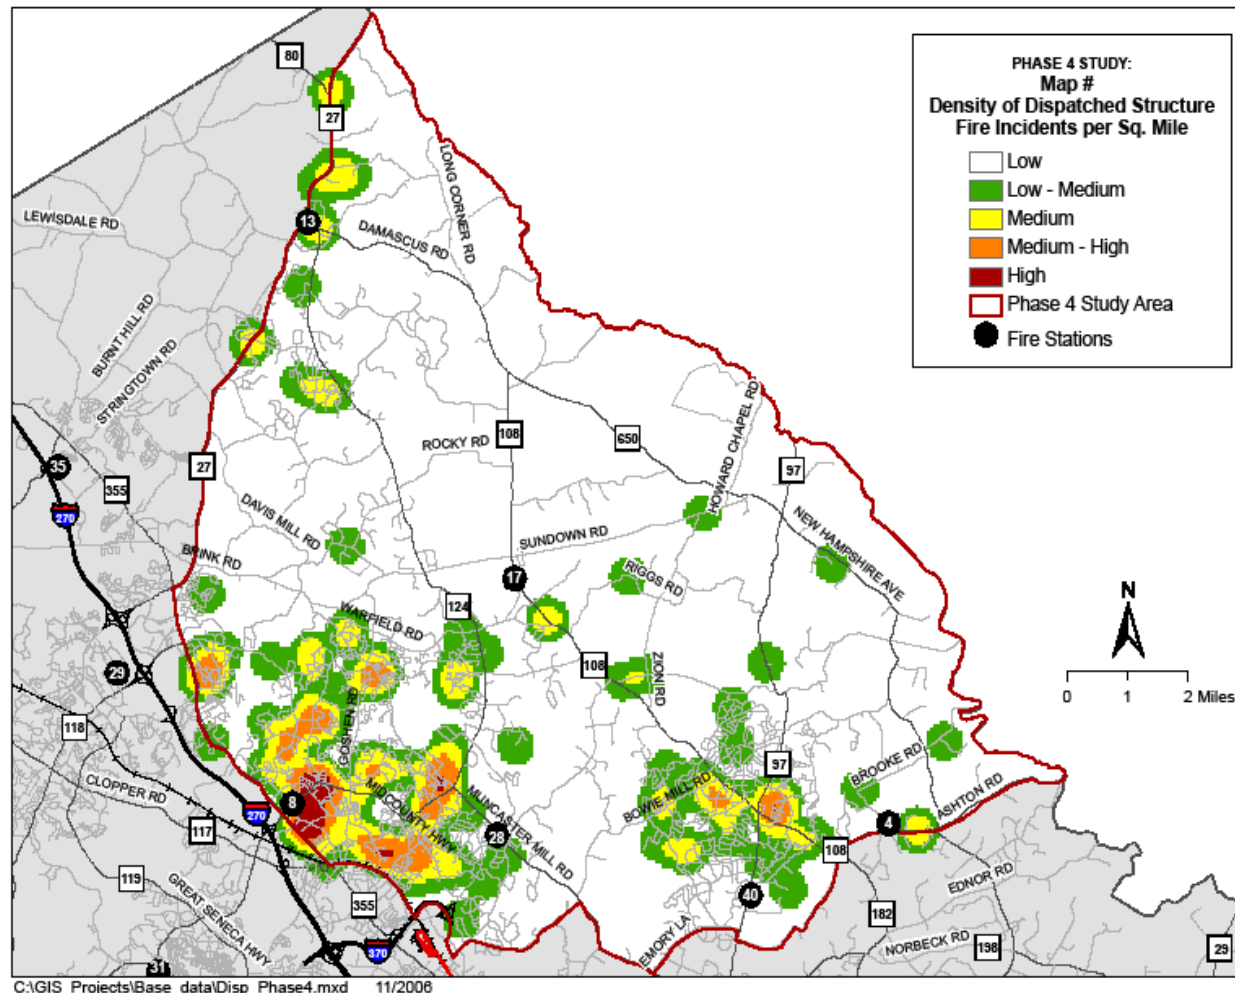 80
27
LEWISDALE RD
13
DAMASCUS RD
LONG CORNER RD
BURNT HILL RD
STRINGTOWN RD
PHASE 4 STUDY:
Map #
Density of Dispatched Structure
Fire Incidents per Sq. Mile
Low
Low - Medium
Medium
Medium - High
High
Phase 4 Study Area
Fire Stations
ROCKY RD
108
650
HOWARD CHAPEL RD
97
35
355
27
270
DAVIS MILL RD
SUNDOWN RD
NEW HAMPSHIRE AVE
BRINK RD
17
RIGGS RD
124
WARFIELD RD
29
108
ZION RD
118
GOSHEN RD
N
0 1 2 Miles
CLOPPER RD
8
MIDCOUNTY HWY
MUNCASTER MILL RD
BOWIE MILL RD
97
BROOKE RD
ASHTON RD
270
117
28
4
108
119
GREAT SENECA HWY
355
40
EDNOR RD
182
EMORY LA
NORBECK RD
198
29
370
31
C:\GIS_Projects\Base_data\Disp_Phase4.mxd 11/2006